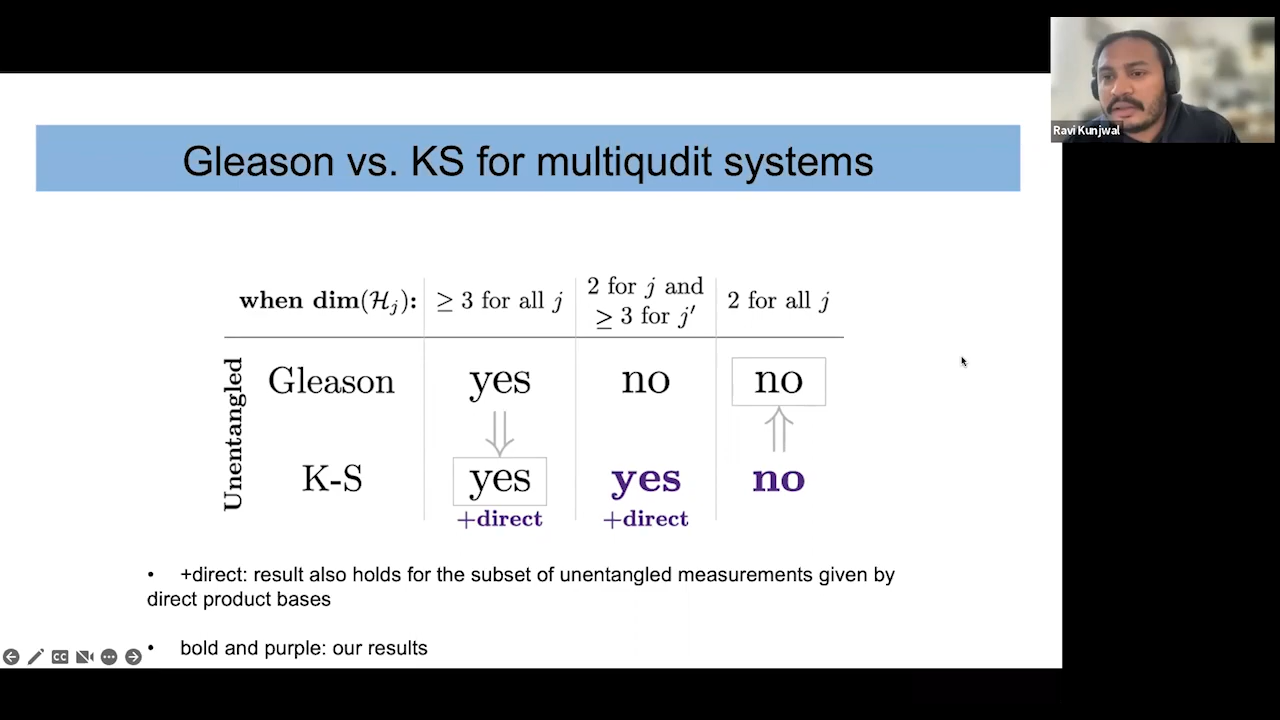 Ravi Kunjwal
Gleason vs. KS for multiqudit systems
when dim(ℋⱼ): ≥ 3 for all j 2 for j and ≥ 3 for j′ 2 for all j
Unentangled
Gleason yes no no
⇓ ⇑
K-S yes yes no
+direct +direct
• +direct: result also holds for the subset of unentangled measurements given by
direct product bases
• bold and purple: our results
CC